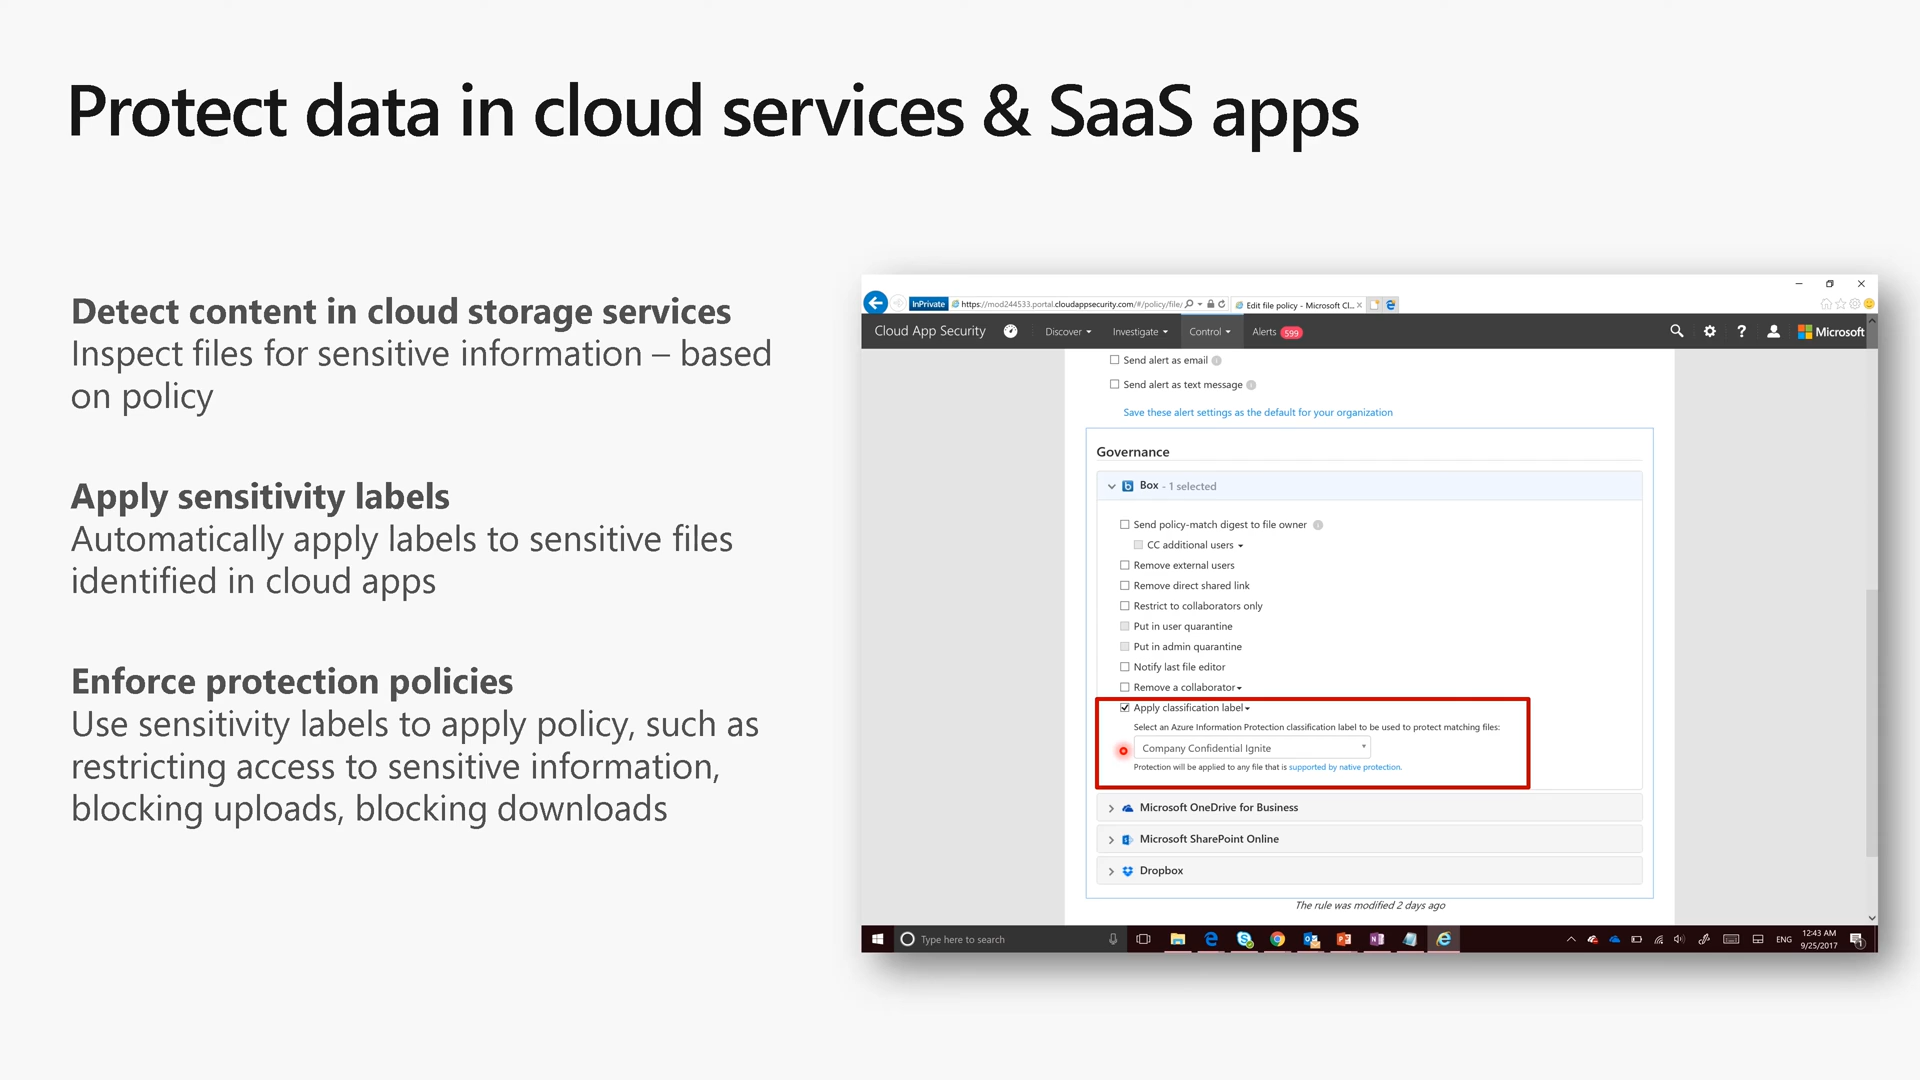 Protect data in cloud services & SaaS apps
Detect content in cloud storage services
Inspect files for sensitive information – based
on policy
Apply sensitivity labels
Automatically apply labels to sensitive files
identified in cloud apps
Enforce protection policies
Use sensitivity labels to apply policy, such as
restricting access to sensitive information,
blocking uploads, blocking downloads
InPrivate https://mod244533.portal.cloudappsecurity.com/#/policy/file/ Edit file policy - Microsoft Cl...
Cloud App Security Discover Investigate Control Alerts 599 ? Microsoft
Send alert as email
Send alert as text message
Save these alert settings as the default for your organization
Governance
Box - 1 selected
Send policy-match digest to file owner
CC additional users
Remove external users
Remove direct shared link
Restrict to collaborators only
Put in user quarantine
Put in admin quarantine
Notify last file editor
Remove a collaborator
Apply classification label
Select an Azure Information Protection classification label to be used to protect matching files:
Company Confidential Ignite
Protection will be applied to any file that is supported by native protection.
Microsoft OneDrive for Business
Microsoft SharePoint Online
Dropbox
The rule was modified 2 days ago
Type here to search
ENG
12:43 AM
9/25/2017